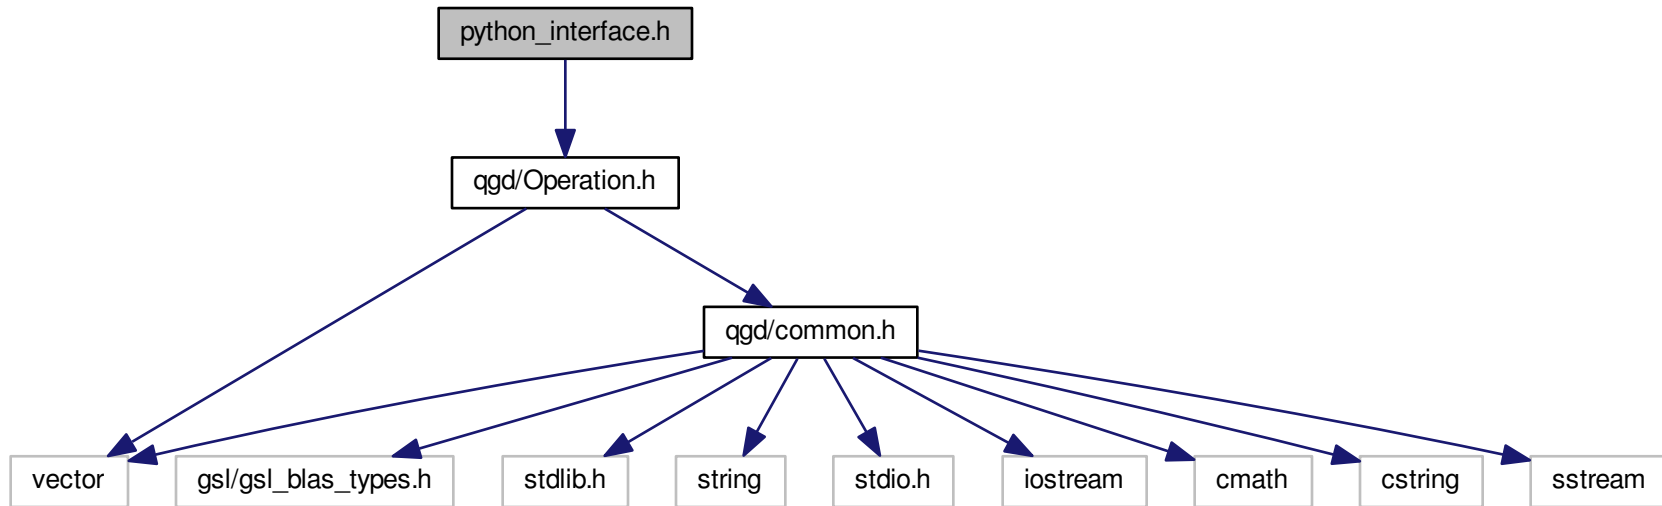 python_interface.h
qgd/Operation.h
qgd/common.h
vector
gsl/gsl_blas_types.h
stdlib.h
string
stdio.h
iostream
cmath
cstring
sstream